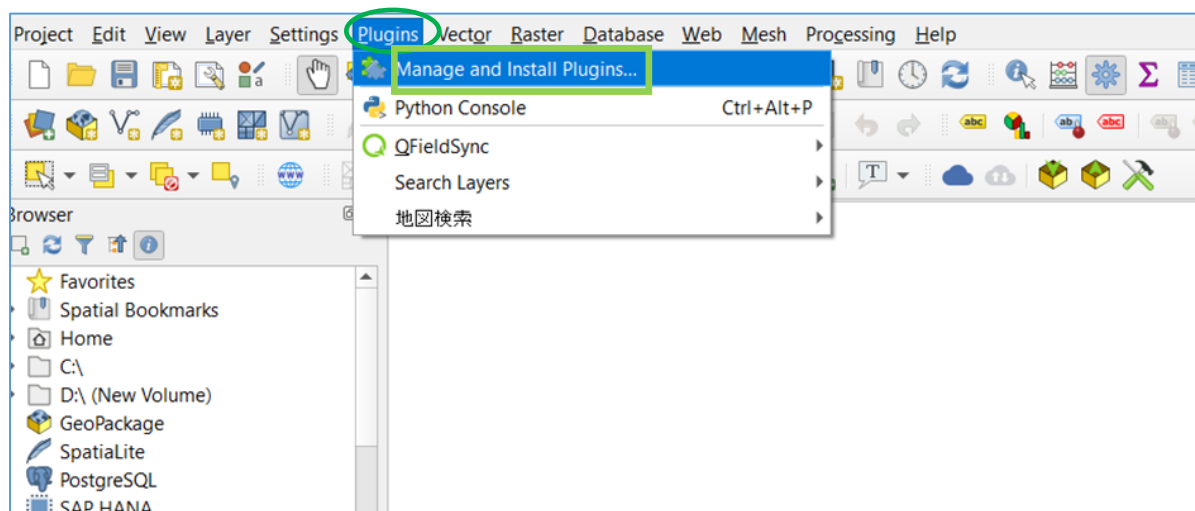 Project Edit View Layer Settings Plugins Vector Raster Database Web Mesh Processing Help
Manage and Install Plugins...
Python Console Ctrl+Alt+P
QFieldSync
Search Layers
地図検索
Browser
Favorites
Spatial Bookmarks
Home
C:\
D:\ (New Volume)
GeoPackage
SpatiaLite
PostgreSQL
SAP HANA